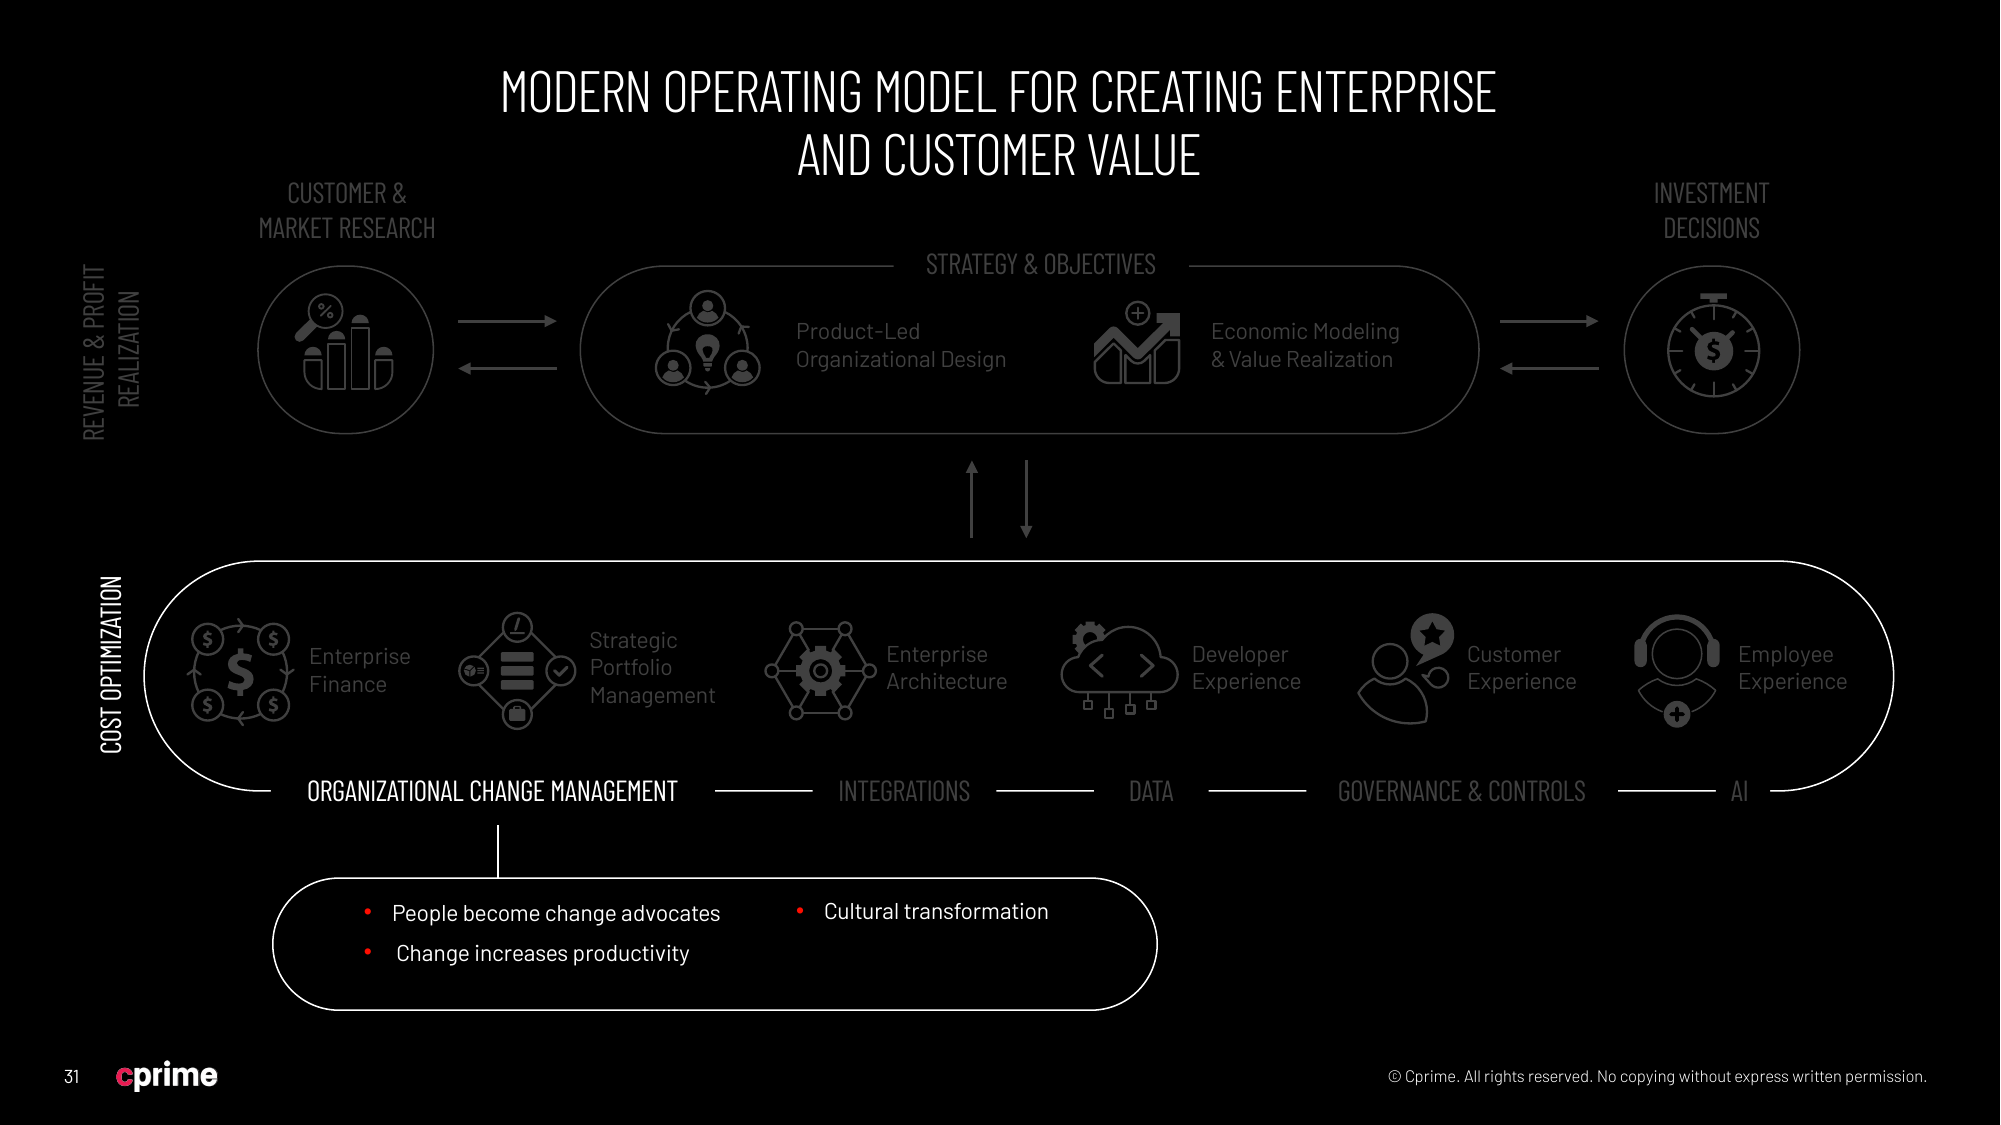 MODERN OPERATING MODEL FOR CREATING ENTERPRISE
AND CUSTOMER VALUE
CUSTOMER &
MARKET RESEARCH
INVESTMENT
DECISIONS
REVENUE & PROFIT
REALIZATION
STRATEGY & OBJECTIVES
%
Product-Led
Organizational Design
Economic Modeling
& Value Realization
$
COST OPTIMIZATION
$ $
$
$ $
Enterprise
Finance
Strategic
Portfolio
Management
Enterprise
Architecture
Developer
Experience
Customer
Experience
Employee
Experience
ORGANIZATIONAL CHANGE MANAGEMENT
INTEGRATIONS
DATA
GOVERNANCE & CONTROLS
AI
• People become change advocates
• Change increases productivity
• Cultural transformation
31
cprime
© Cprime. All rights reserved. No copying without express written permission.